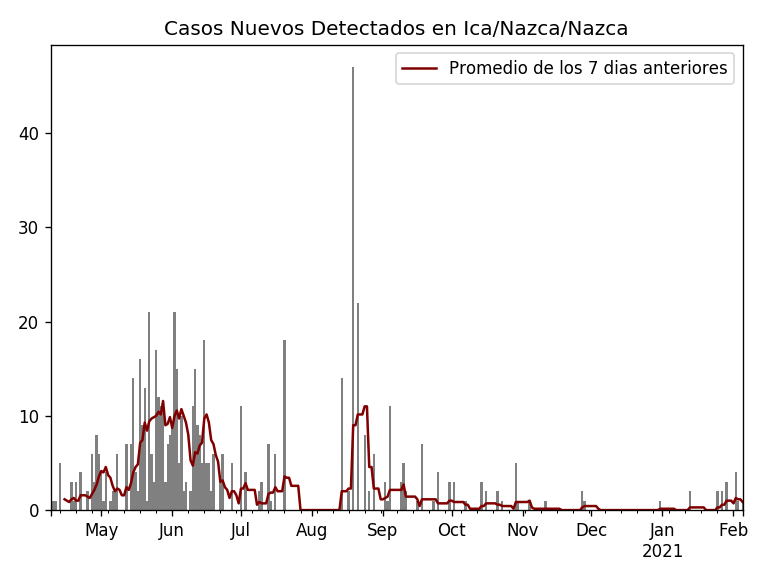 Casos Nuevos Detectados en Ica/Nazca/Nazca
Promedio de los 7 dias anteriores
40
30
20
10
0
May Jun Jul Aug Sep Oct Nov Dec Jan Feb
2021